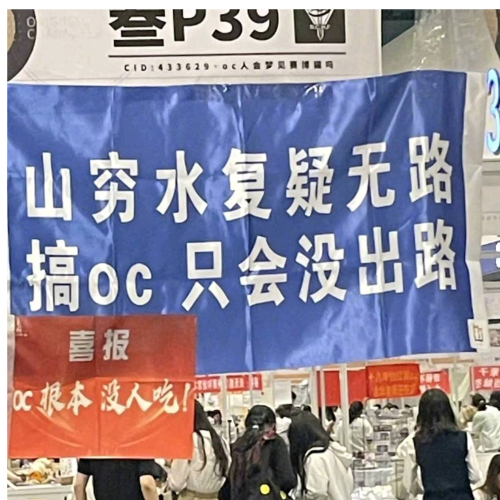 叁P39
CID:433629·oc人会梦见赛博猫吗
山穷水复疑无路
搞oc 只会没出路
喜报
oc根本没人吃!